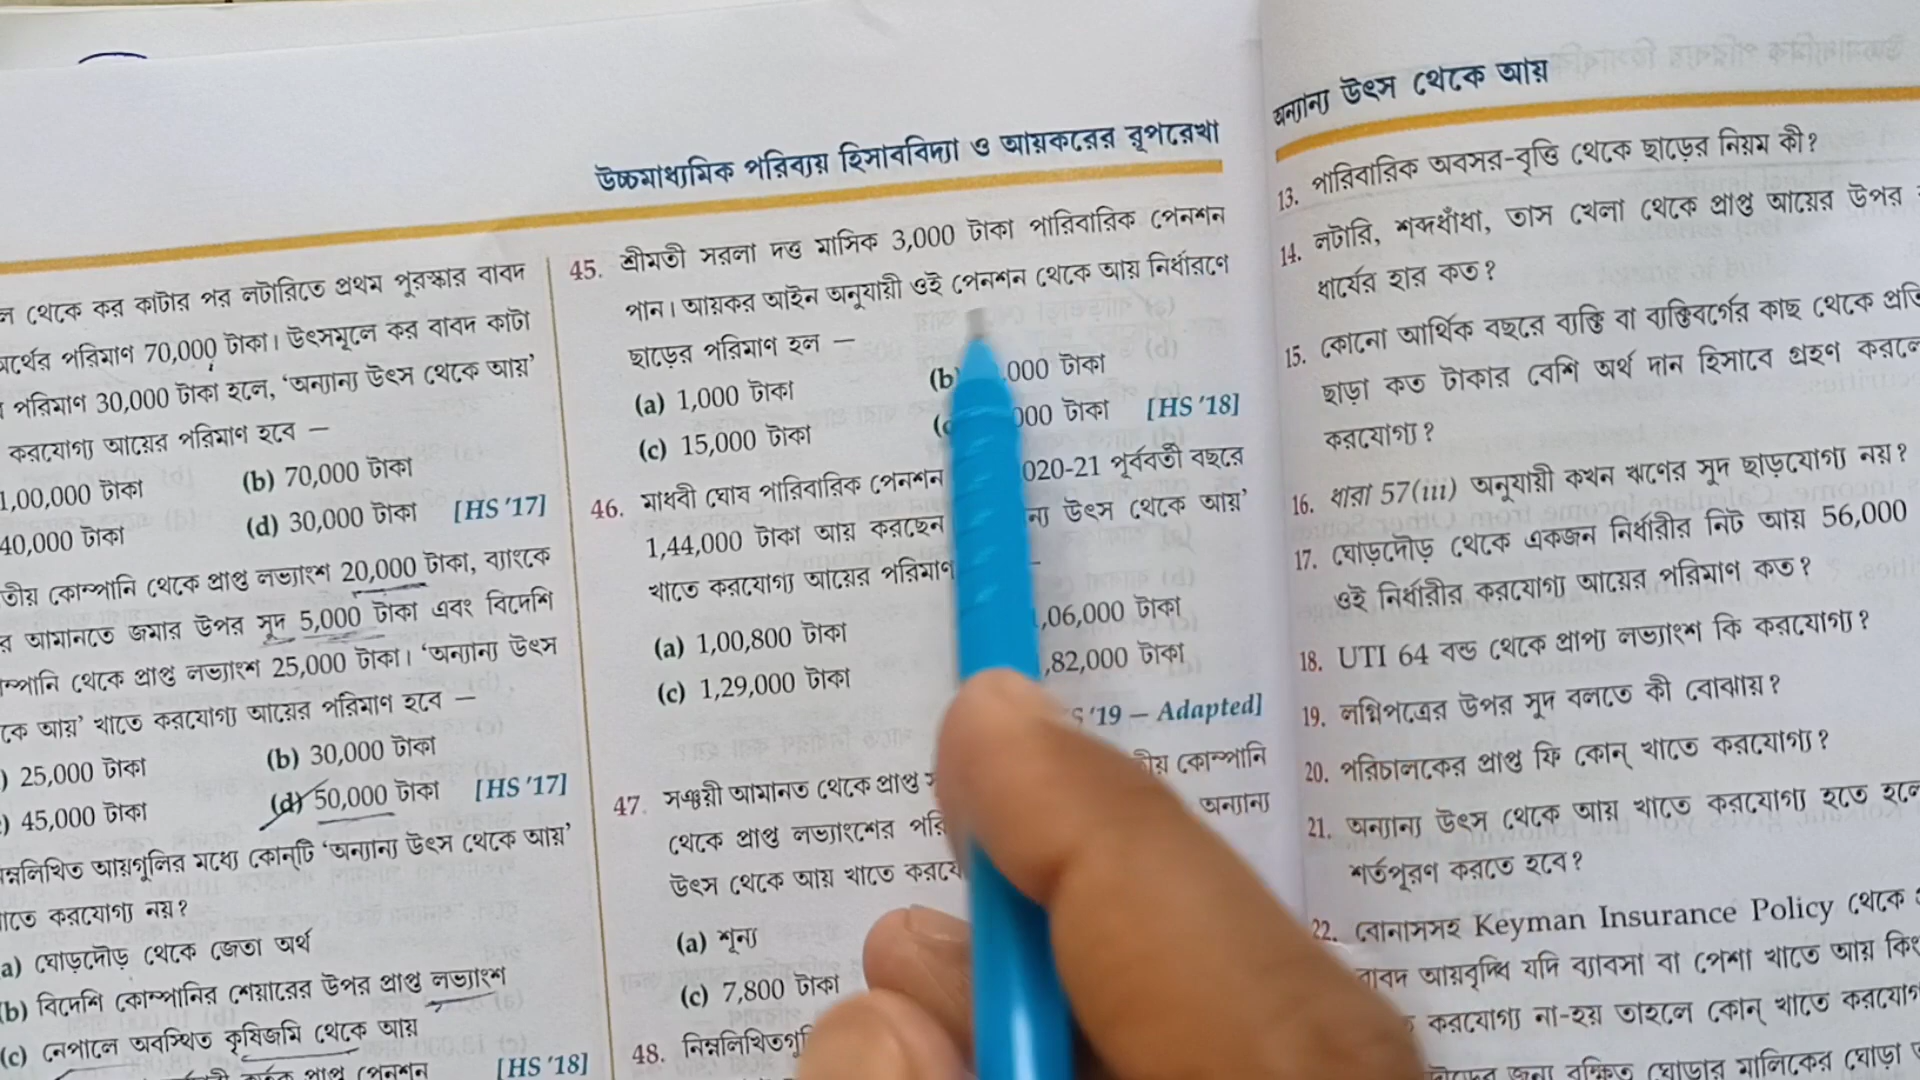 উচ্চমাধ্যমিক পরিব্যয় হিসাববিদ্যা ও আয়করের রূপরেখা
থেকে কর কাটার পর লটারিতে প্রথম পুরস্কার বাবদ
অর্থের পরিমাণ 70,000 টাকা। উৎসমূলে কর বাবদ কাটা
পরিমাণ 30,000 টাকা হলে, ‘অন্যান্য উৎস থেকে আয়’
করযোগ্য আয়ের পরিমাণ হবে —
1,00,000 টাকা (b) 70,000 টাকা
40,000 টাকা (d) 30,000 টাকা [HS '17]
কোম্পানি থেকে প্রাপ্ত লভ্যাংশ 20,000 টাকা, ব্যাংকে
আমানতে জমার উপর সুদ 5,000 টাকা এবং বিদেশি
থেকে প্রাপ্ত লভ্যাংশ 25,000 টাকা। ‘অন্যান্য উৎস
আয়’ খাতে করযোগ্য আয়ের পরিমাণ হবে —
) 25,000 টাকা (b) 30,000 টাকা
) 45,000 টাকা (d) 50,000 টাকা [HS '17]
আয়গুলির মধ্যে কোন্‌টি ‘অন্যান্য উৎস থেকে আয়’
করযোগ্য নয়?
a) ঘোড়দৌড় থেকে জেতা অর্থ
(b) বিদেশি কোম্পানির শেয়ারের উপর প্রাপ্ত লভ্যাংশ
(c) নেপালে অবস্থিত কৃষিজমি থেকে আয়
প্রাপ্ত পেনশন [HS '18]
45. শ্রীমতী সরলা দত্ত মাসিক 3,000 টাকা পারিবারিক পেনশন
পান। আয়কর আইন অনুযায়ী ওই পেনশন থেকে আয় নির্ধারণে
ছাড়ের পরিমাণ হল —
(a) 1,000 টাকা (b) 000 টাকা
(c) 15,000 টাকা 000 টাকা [HS '18]
46. মাধবী ঘোষ পারিবারিক পেনশন 020-21 পূর্ববর্তী বছরে
1,44,000 টাকা আয় করছেন উৎস থেকে আয়’
খাতে করযোগ্য আয়ের পরিমাণ —
(a) 1,00,800 টাকা ,06,000 টাকা
(c) 1,29,000 টাকা ,82,000 টাকা
'19 — Adapted]
47. সঞ্চয়ী আমানত থেকে প্রাপ্ত কোম্পানি
থেকে প্রাপ্ত লভ্যাংশের অন্যান্য
উৎস থেকে আয় খাতে
(a) শূন্য
(c) 7,800 টাকা
48.
অন্যান্য উৎস থেকে আয়
13. পারিবারিক অবসর-বৃত্তি থেকে ছাড়ের নিয়ম কী?
14. লটারি, শব্দধাঁধা, তাস খেলা থেকে প্রাপ্ত আয়ের উপর
ধার্যের হার কত?
15. কোনো আর্থিক বছরে ব্যক্তি বা ব্যক্তিবর্গের কাছ থেকে
ছাড়া কত টাকার বেশি অর্থ দান হিসাবে গ্রহণ করলে
করযোগ্য?
16. ধারা 57(iii) অনুযায়ী কখন ঋণের সুদ ছাড়যোগ্য নয়?
17. ঘোড়দৌড় থেকে একজন নির্ধারীর নিট আয় 56,000
ওই নির্ধারীর করযোগ্য আয়ের পরিমাণ কত?
18. UTI 64 বন্ড থেকে প্রাপ্য লভ্যাংশ কি করযোগ্য?
19. লগ্নিপত্রের উপর সুদ বলতে কী বোঝায়?
20. পরিচালকের প্রাপ্ত ফি কোন্ খাতে করযোগ্য?
21. অন্যান্য উৎস থেকে আয় খাতে করযোগ্য হতে হলে
শর্তপূরণ করতে হবে?
22. বোনাসসহ Keyman Insurance Policy থেকে
বাবদ আয়বৃদ্ধি যদি ব্যাবসা বা পেশা খাতে আয়
করযোগ্য না-হয় তাহলে কোন্ খাতে
জন্য রক্ষিত ঘোড়ার মালিকের ঘোড়া